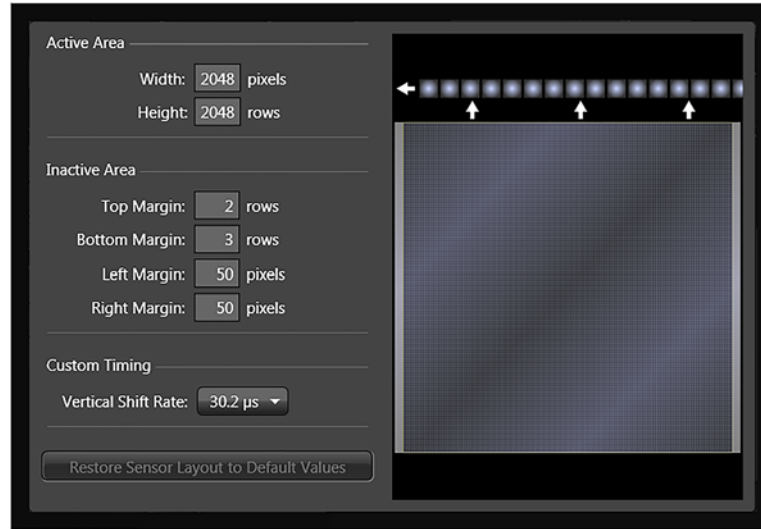 Active Area
Width: 2048 pixels
Height: 2048 rows
Inactive Area
Top Margin: 2 rows
Bottom Margin: 3 rows
Left Margin: 50 pixels
Right Margin: 50 pixels
Custom Timing
Vertical Shift Rate: 30.2 µs
Restore Sensor Layout to Default Values